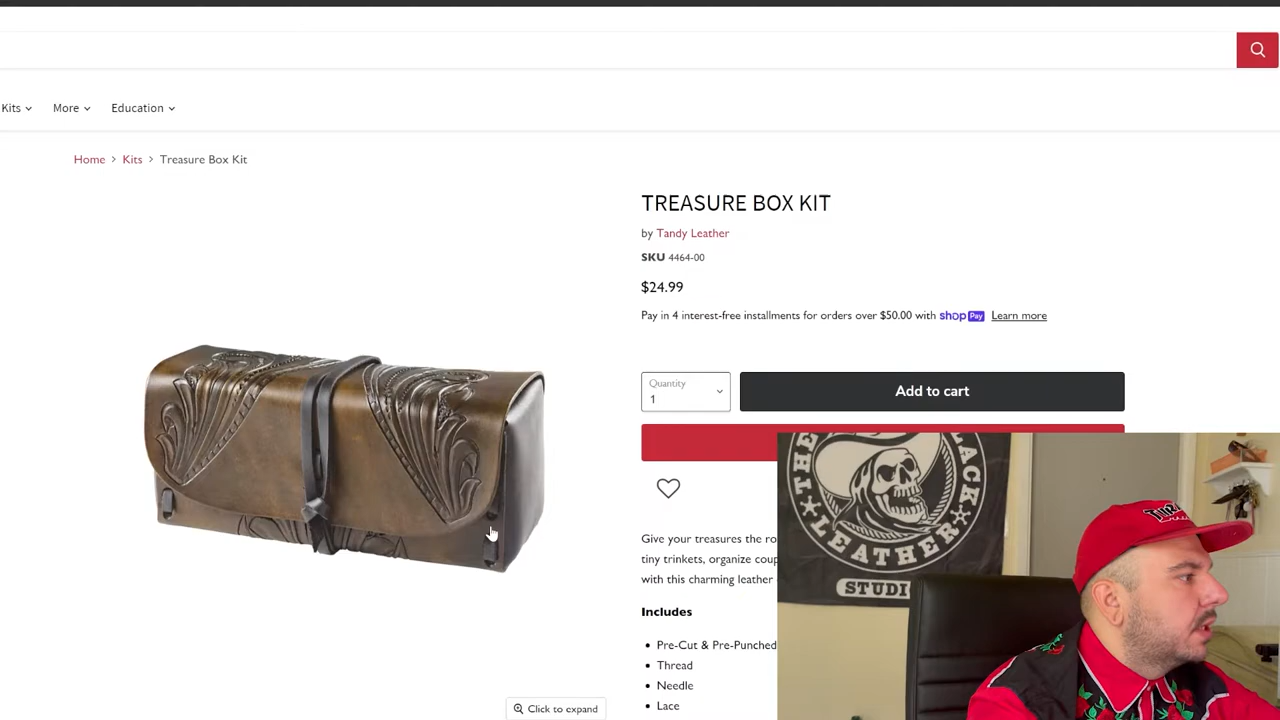 Kits
More
Education
Home > Kits > Treasure Box Kit
TREASURE BOX KIT
by Tandy Leather
SKU 4464-00
$24.99
Pay in 4 interest-free installments for orders over $50.00 with shop Pay Learn more
Quantity
1
Add to cart
Give your treasures the ro
tiny trinkets, organize coup
with this charming leather
Includes
• Pre-Cut & Pre-Punched
• Thread
• Needle
• Lace
Click to expand
THE
LACK
LEATHER
STUDI